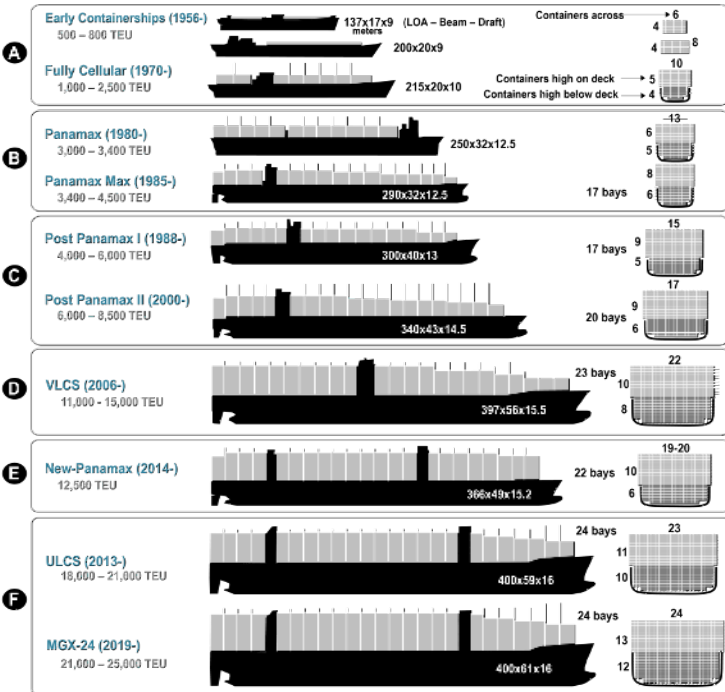 A
Early Containerships (1956-)
500 – 800 TEU
137x17x9 (LOA – Beam – Draft)
meters
Containers across
6
4
200x20x9
4
8
Fully Cellular (1970-)
1,000 – 2,500 TEU
215x20x10
10
Containers high on deck
5
Containers high below deck
4
B
Panamax (1980-)
3,000 – 3,400 TEU
250x32x12.5
13
6
5
Panamax Max (1985-)
3,400 – 4,500 TEU
290x32x12.5
17 bays
8
6
C
Post Panamax I (1988-)
4,000 – 6,000 TEU
300x40x13
17 bays
15
9
5
Post Panamax II (2000-)
6,000 – 8,500 TEU
340x43x14.5
20 bays
17
9
6
D
VLCS (2006-)
11,000 - 15,000 TEU
397x56x15.5
23 bays
22
10
8
E
New-Panamax (2014-)
12,500 TEU
366x49x15.2
22 bays
19-20
10
6
F
ULCS (2013-)
18,000 – 21,000 TEU
400x59x16
24 bays
23
11
10
MGX-24 (2019-)
21,000 – 25,000 TEU
400x61x16
24 bays
24
13
12